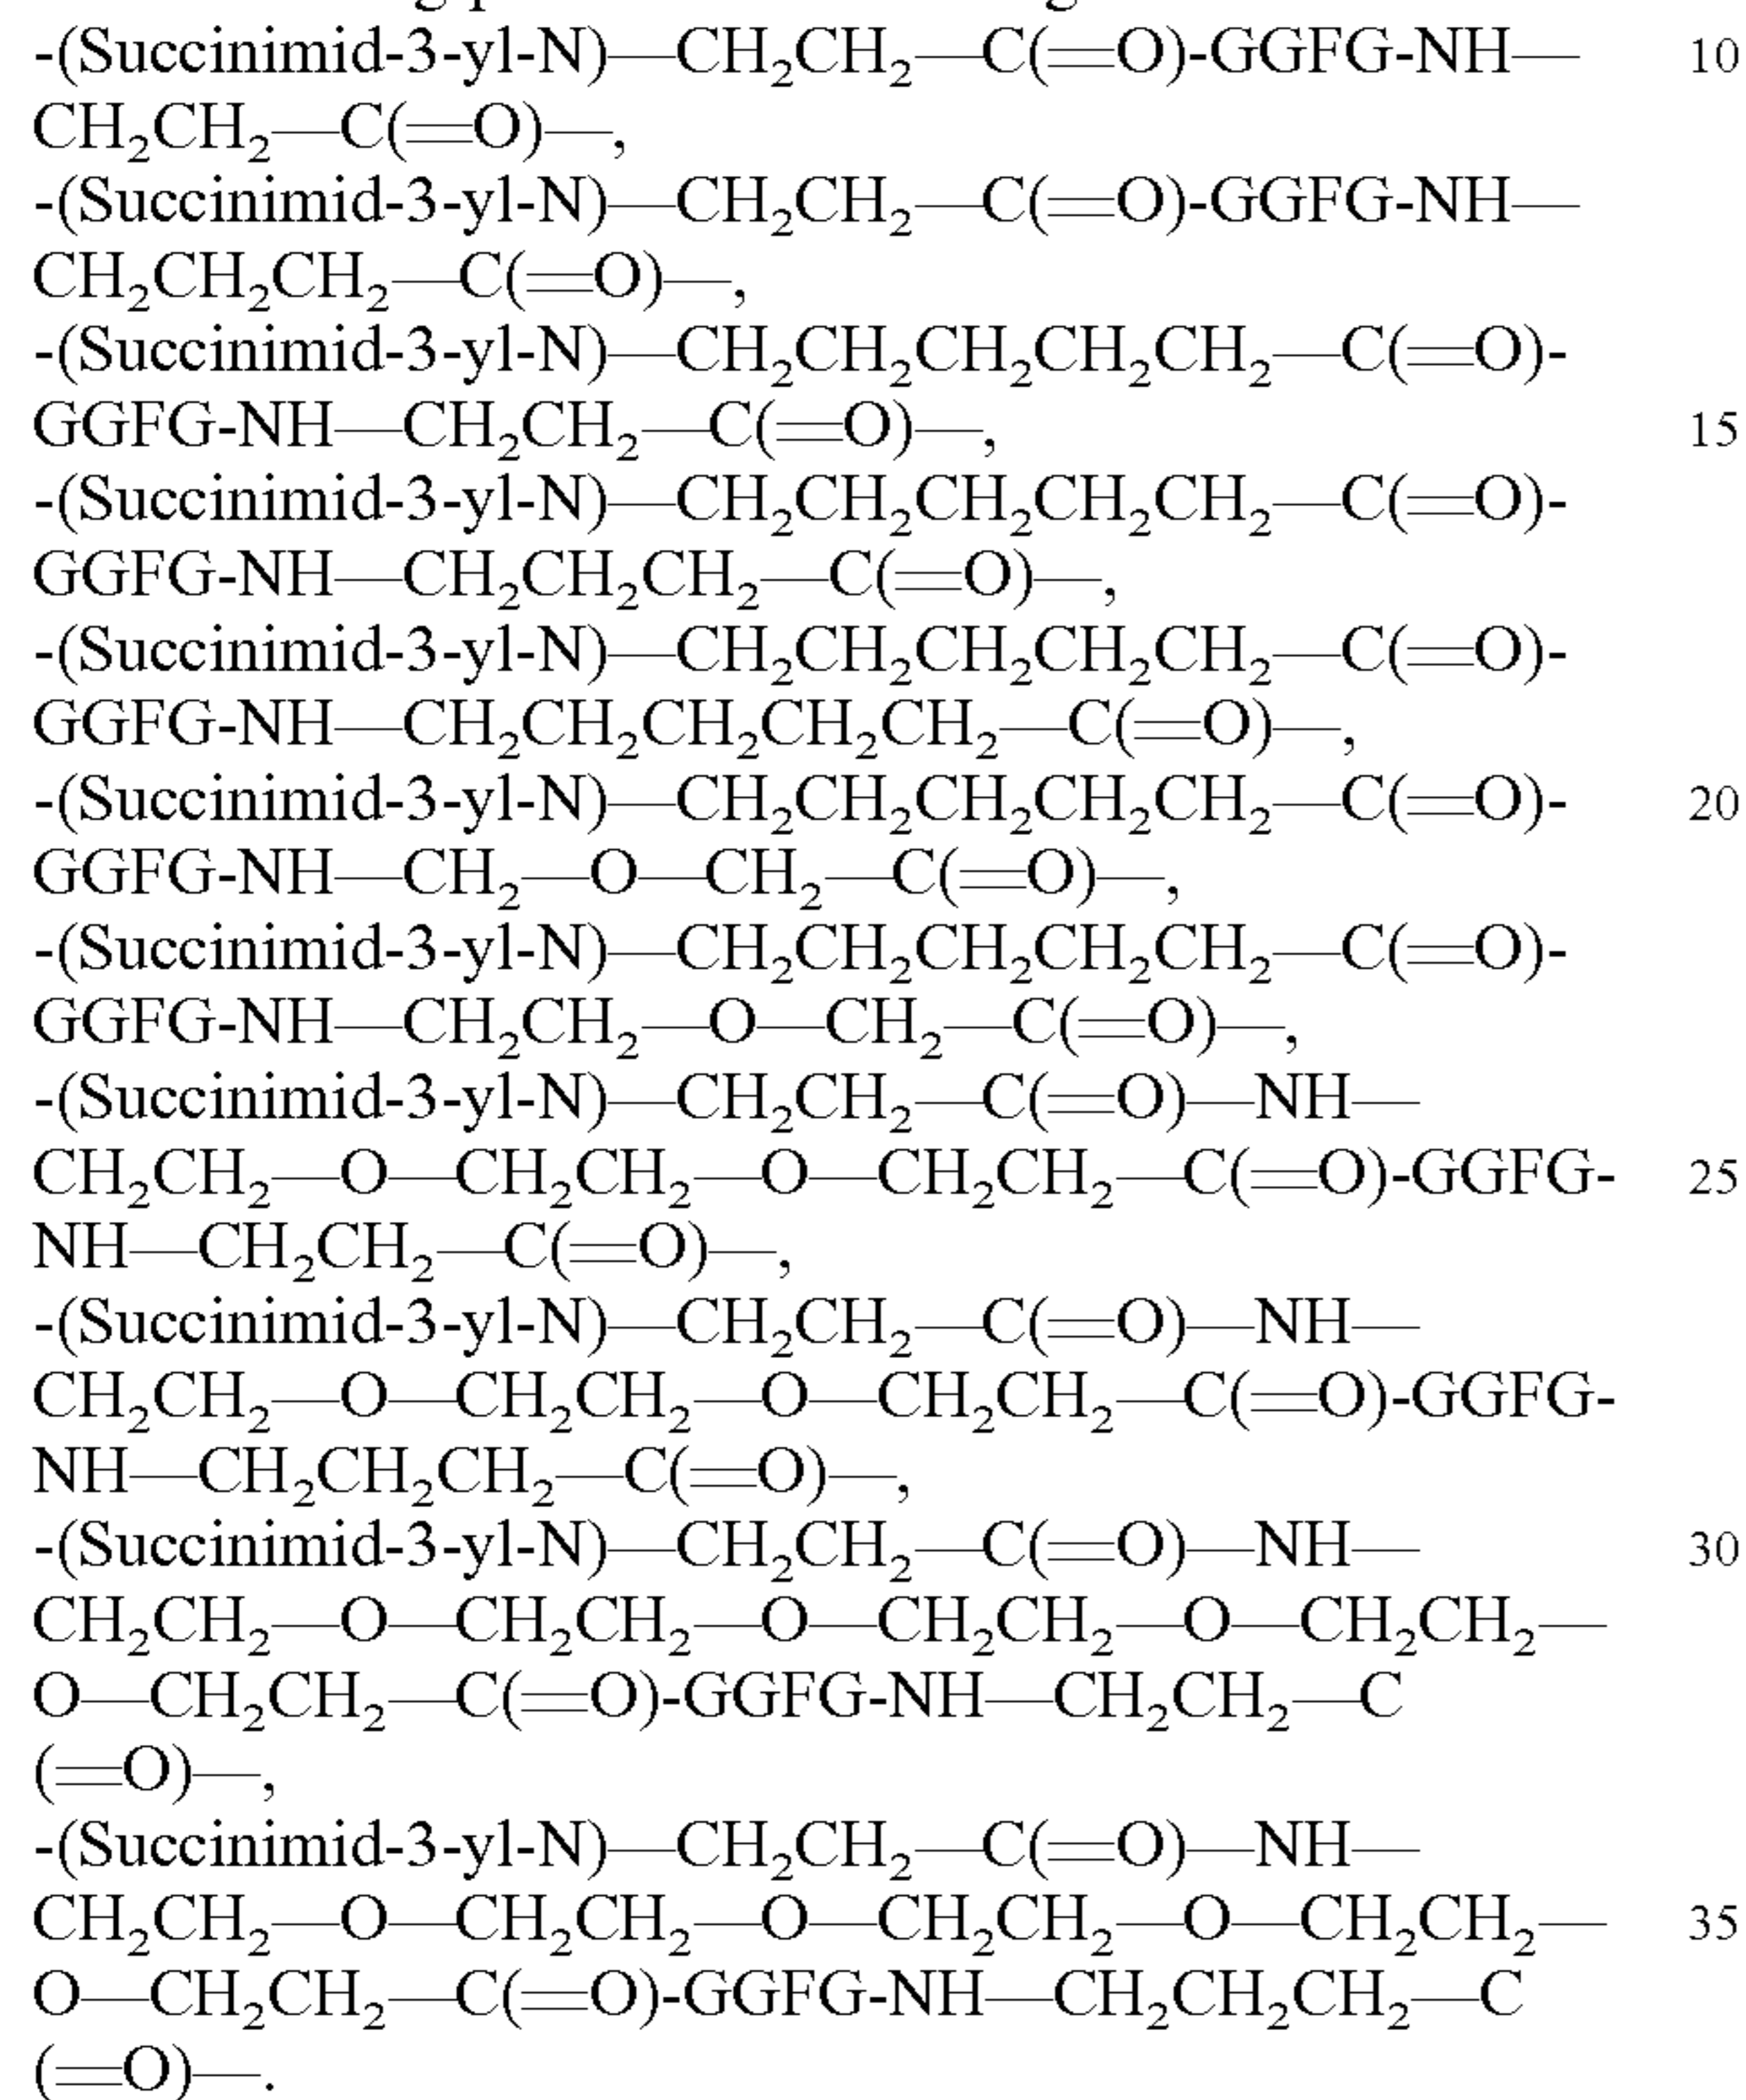 -(Succinimid-3-yl-N)—CH₂CH₂—C(═O)-GGFG-NH— 10
CH₂CH₂—C(═O)—,
-(Succinimid-3-yl-N)—CH₂CH₂—C(═O)-GGFG-NH—
CH₂CH₂CH₂—C(═O)—,
-(Succinimid-3-yl-N)—CH₂CH₂CH₂CH₂CH₂—C(═O)-
GGFG-NH—CH₂CH₂—C(═O)—, 15
-(Succinimid-3-yl-N)—CH₂CH₂CH₂CH₂CH₂—C(═O)-
GGFG-NH—CH₂CH₂CH₂—C(═O)—,
-(Succinimid-3-yl-N)—CH₂CH₂CH₂CH₂CH₂—C(═O)-
GGFG-NH—CH₂CH₂CH₂CH₂CH₂—C(═O)—,
-(Succinimid-3-yl-N)—CH₂CH₂CH₂CH₂CH₂—C(═O)- 20
GGFG-NH—CH₂—O—CH₂—C(═O)—,
-(Succinimid-3-yl-N)—CH₂CH₂CH₂CH₂CH₂—C(═O)-
GGFG-NH—CH₂CH₂—O—CH₂—C(═O)—,
-(Succinimid-3-yl-N)—CH₂CH₂—C(═O)—NH—
CH₂CH₂—O—CH₂CH₂—O—CH₂CH₂—C(═O)-GGFG- 25
NH—CH₂CH₂—C(═O)—,
-(Succinimid-3-yl-N)—CH₂CH₂—C(═O)—NH—
CH₂CH₂—O—CH₂CH₂—O—CH₂CH₂—C(═O)-GGFG-
NH—CH₂CH₂CH₂—C(═O)—,
-(Succinimid-3-yl-N)—CH₂CH₂—C(═O)—NH— 30
CH₂CH₂—O—CH₂CH₂—O—CH₂CH₂—O—CH₂CH₂—
O—CH₂CH₂—C(═O)-GGFG-NH—CH₂CH₂—C
(═O)—,
-(Succinimid-3-yl-N)—CH₂CH₂—C(═O)—NH—
CH₂CH₂—O—CH₂CH₂—O—CH₂CH₂—O—CH₂CH₂— 35
O—CH₂CH₂—C(═O)-GGFG-NH—CH₂CH₂CH₂—C
(═O)—.